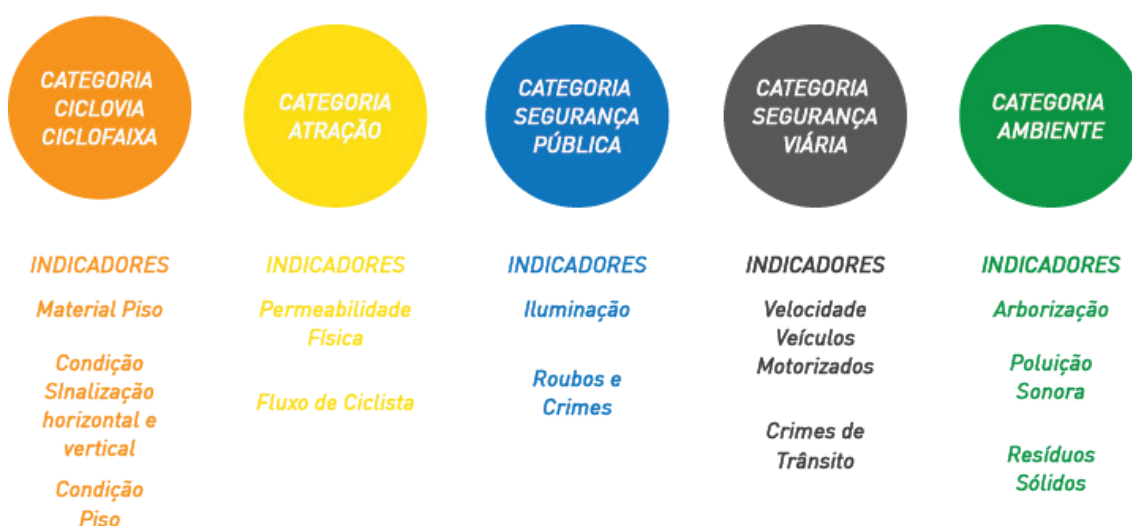 CATEGORIA
CICLOVIA
CICLOFAIXA
CATEGORIA
ATRAÇÃO
CATEGORIA
SEGURANÇA
PÚBLICA
CATEGORIA
SEGURANÇA
VIÁRIA
CATEGORIA
AMBIENTE
INDICADORES
Material Piso
Condição
SInalização
horizontal e
vertical
Condição
Piso
INDICADORES
Permeabilidade
Física
Fluxo de Ciclista
INDICADORES
Iluminação
Roubos e
Crimes
INDICADORES
Velocidade
Veículos
Motorizados
Crimes de
Trânsito
INDICADORES
Arborização
Poluição
Sonora
Resíduos
Sólidos